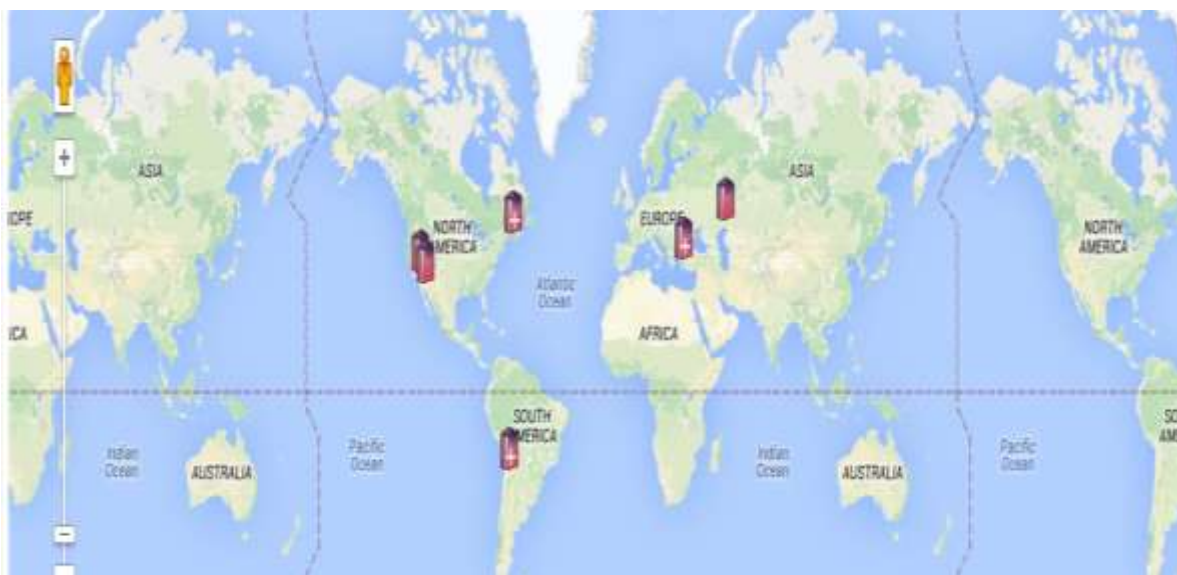 ASIA
ASIA
OPE
NORTH
AMERICA
EUROPE
NORTH
AMERICA
Atlantic
Ocean
ICA
AFRICA
SOUTH
AMERICA
SO
AM
Indian
Ocean
AUSTRALIA
Pacific
Ocean
Indian
Ocean
AUSTRALIA
Pacific
Ocean